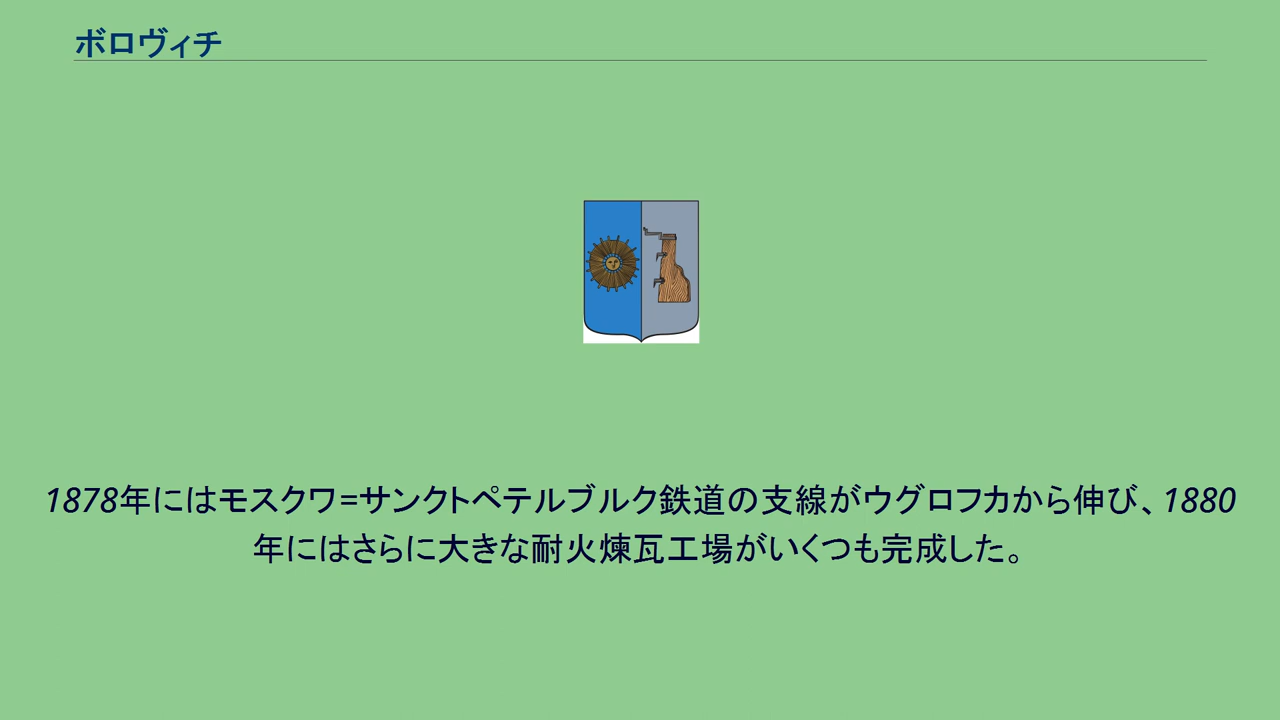 ボロヴィチ
1878年にはモスクワ=サンクトペテルブルク鉄道の支線がウグロフカから伸び、1880
年にはさらに大きな耐火煉瓦工場がいくつも完成した。